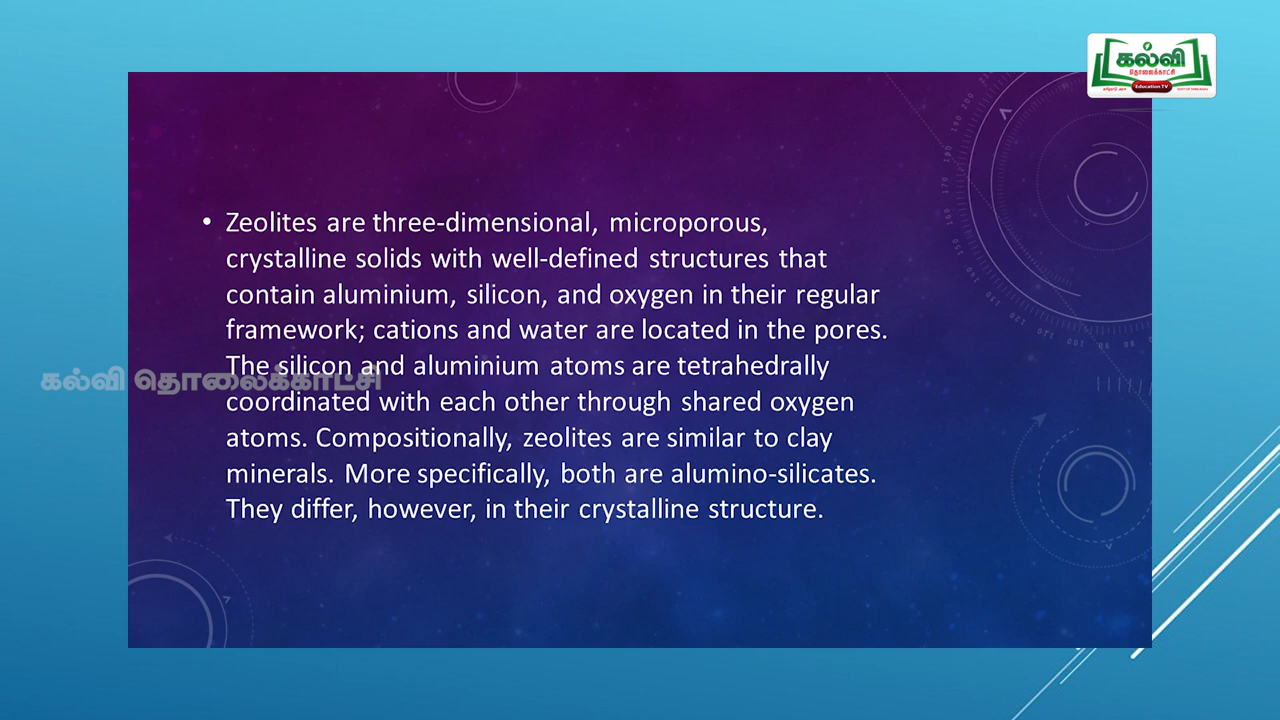 கல்வி
தொலைக்காட்சி
Education TV
• Zeolites are three-dimensional, microporous,
crystalline solids with well-defined structures that
contain aluminium, silicon, and oxygen in their regular
framework; cations and water are located in the pores.
The silicon and aluminium atoms are tetrahedrally
கல்வி தொலைக்காட்சி
coordinated with each other through shared oxygen
atoms. Compositionally, zeolites are similar to clay
minerals. More specifically, both are alumino-silicates.
They differ, however, in their crystalline structure.